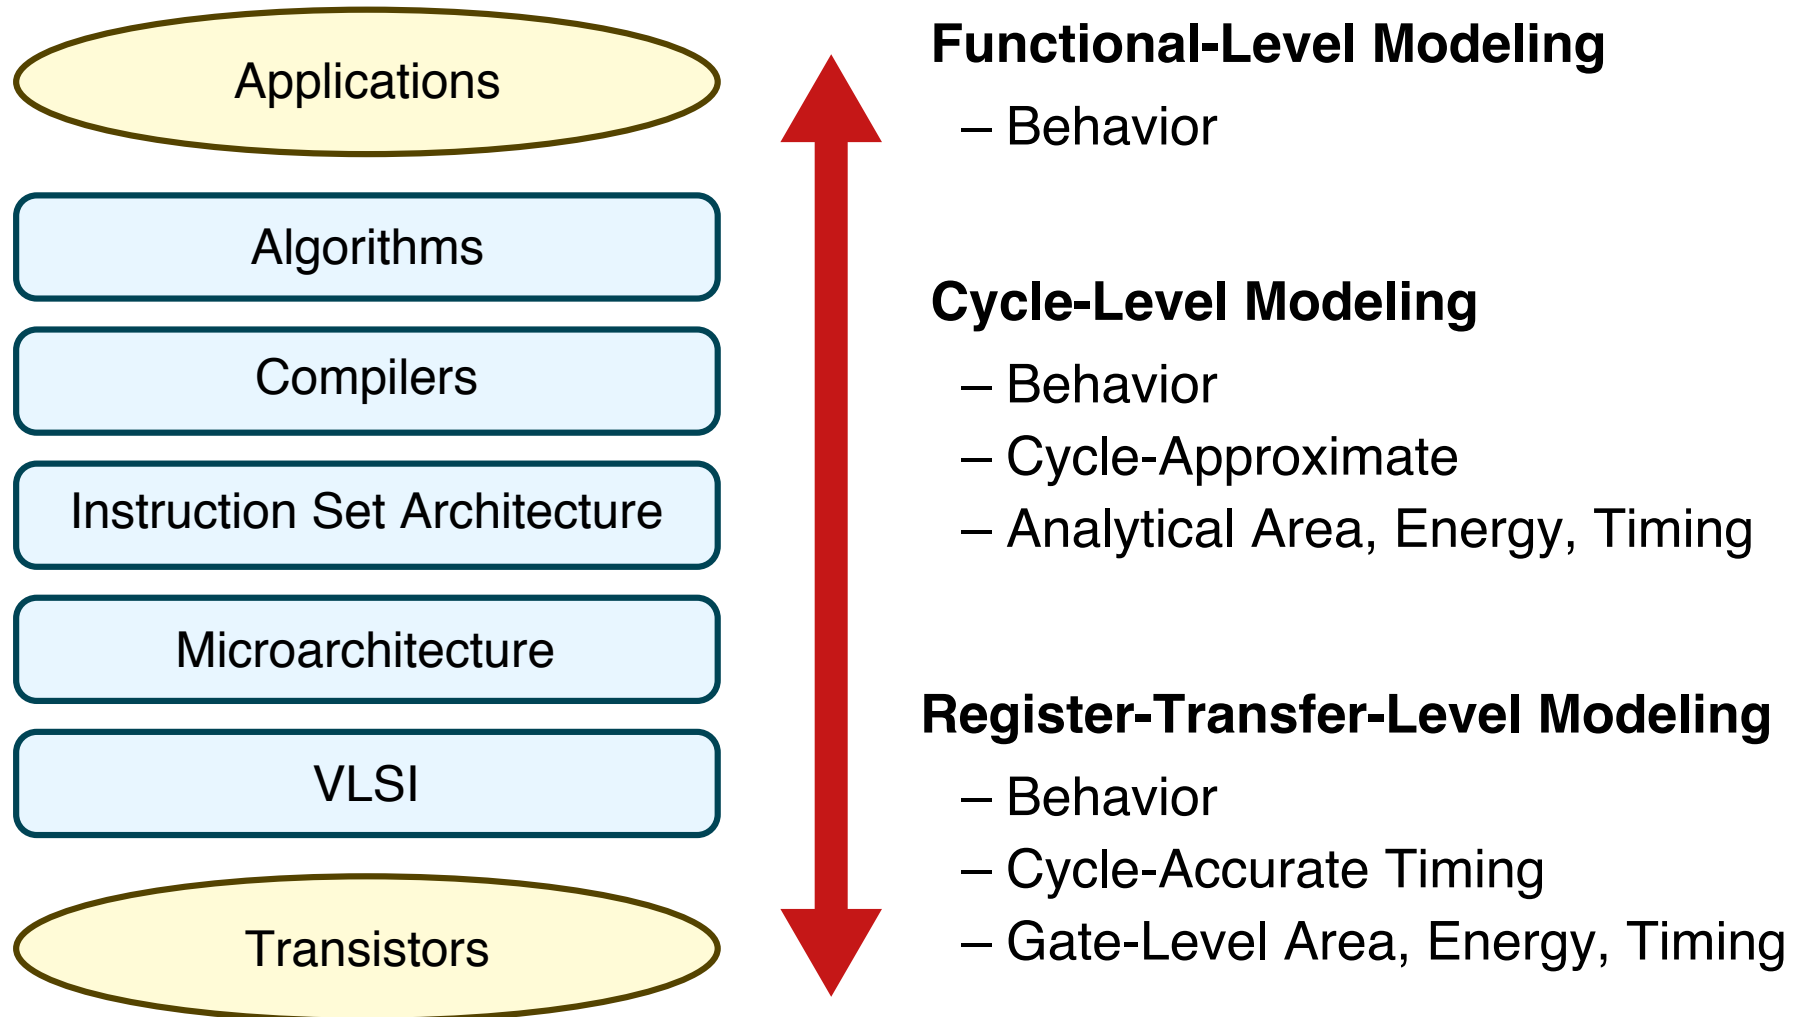 Applications
Algorithms
Compilers
Instruction Set Architecture
Microarchitecture
VLSI
Transistors
Functional-Level Modeling
– Behavior
Cycle-Level Modeling
– Behavior
– Cycle-Approximate
– Analytical Area, Energy, Timing
Register-Transfer-Level Modeling
– Behavior
– Cycle-Accurate Timing
– Gate-Level Area, Energy, Timing